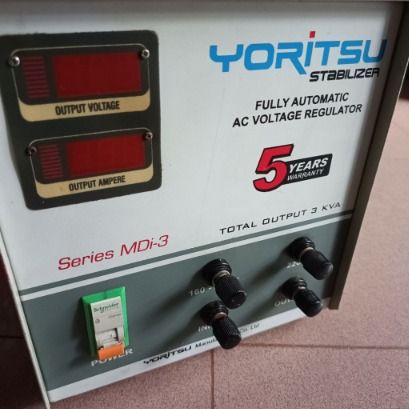 YORITSU
STABILIZER
FULLY AUTOMATIC
AC VOLTAGE REGULATOR
OUTPUT VOLTAGE
OUTPUT AMPERE
5 YEARS
WARRANTY
TOTAL OUTPUT 3 KVA
Series MDi-3
Schneider
POWER
YORITSU